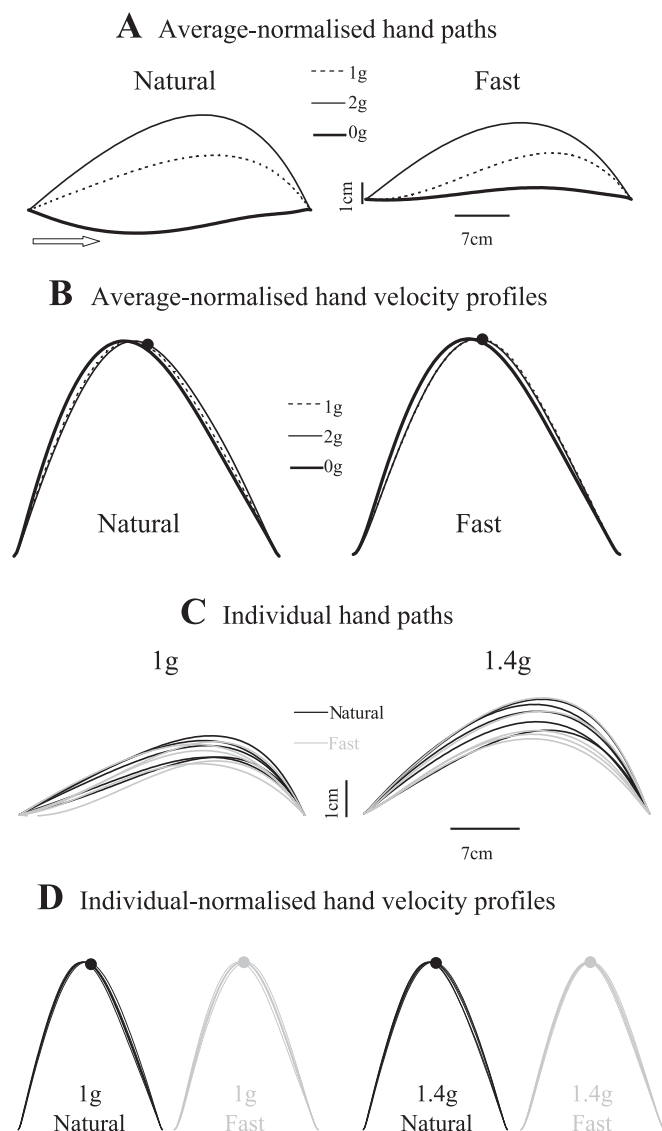 A Average-normalised hand paths
Natural
1g
2g
0g
Fast
1cm
7cm
B Average-normalised hand velocity profiles
1g
2g
0g
Natural
Fast
C Individual hand paths
1g
1.4g
Natural
Fast
1cm
7cm
D Individual-normalised hand velocity profiles
1g
Natural
1g
Fast
1.4g
Natural
1.4g
Fast